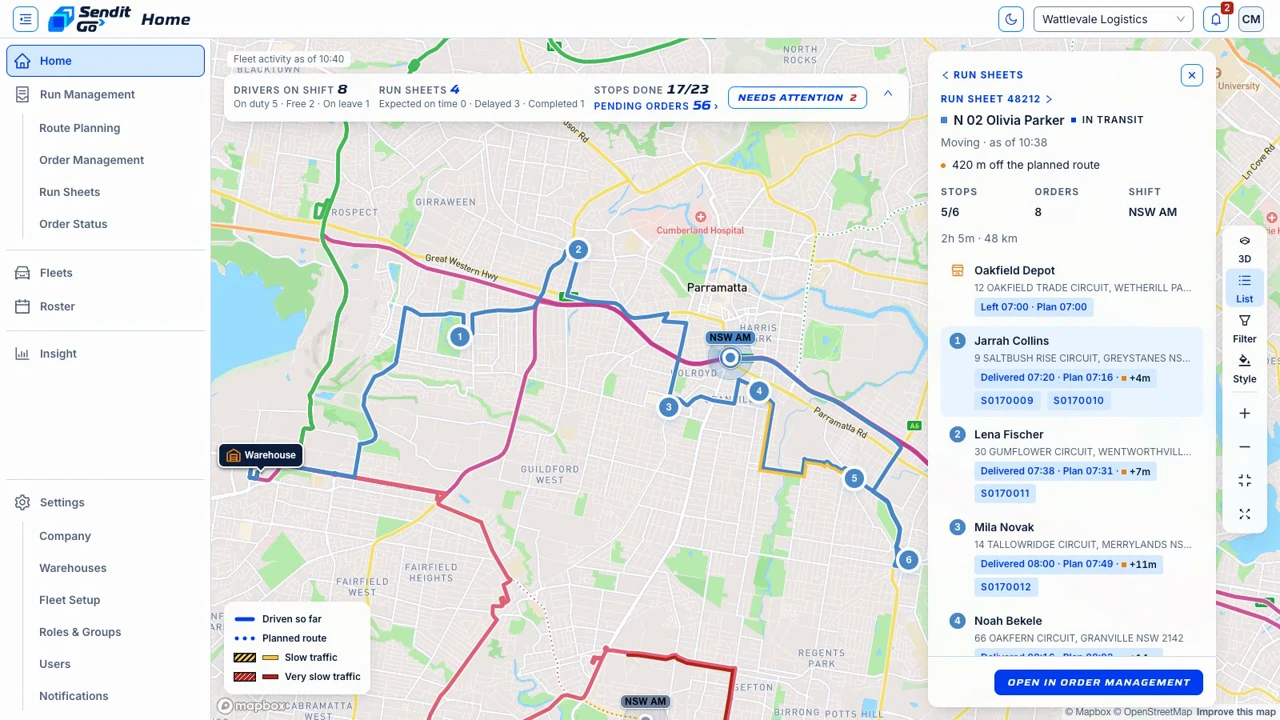 Sendit Go
Home
Wattlevale Logistics
2
CM
Home
Run Management
Route Planning
Order Management
Run Sheets
Order Status
Fleets
Roster
Insight
Settings
Company
Warehouses
Fleet Setup
Roles & Groups
Users
Notifications
Fleet activity as of 10:40
BLACKTOWN
DRIVERS ON SHIFT 8
On duty 5 · Free 2 · On leave 1
RUN SHEETS 4
Expected on time 0 · Delayed 3 · Completed 1
STOPS DONE 17/23
PENDING ORDERS 56 ›
NEEDS ATTENTION 2
NORTH ROCKS
GIRRAWEEN
Cumberland Hospital
2
Great Western Hwy
Parramatta
HARRIS
NSW AM
1
3
4
Parramatta Rd
A6
Warehouse
GUILDFORD WEST
5
6
FAIRFIELD HEIGHTS
FAIRFIELD WEST
REGENTS PARK
NSW AM
BIRRONG
POTTS HILL
Driven so far
Planned route
Slow traffic
Very slow traffic
mapbox
RUN SHEETS
RUN SHEET 48212
N 02 Olivia Parker
IN TRANSIT
Moving · as of 10:38
420 m off the planned route
STOPS
ORDERS
SHIFT
5/6
8
NSW AM
2h 5m · 48 km
Oakfield Depot
12 OAKFIELD TRADE CIRCUIT, WETHERILL PA...
Left 07:00 · Plan 07:00
1
Jarrah Collins
9 SALTBUSH RISE CIRCUIT, GREYSTANES NS...
Delivered 07:20 · Plan 07:16 · +4m
S0170009
S0170010
2
Lena Fischer
30 GUMFLOWER CIRCUIT, WENTWORTHVILL...
Delivered 07:38 · Plan 07:31 · +7m
S0170011
3
Mila Novak
14 TALLOWRIDGE CIRCUIT, MERRYLANDS NS...
Delivered 08:00 · Plan 07:49 · +11m
S0170012
4
Noah Bekele
66 OAKFERN CIRCUIT, GRANVILLE NSW 2142
OPEN IN ORDER MANAGEMENT
University
Ln Cove Rd
3D
List
Filter
Style
© Mapbox © OpenStreetMap Improve this map